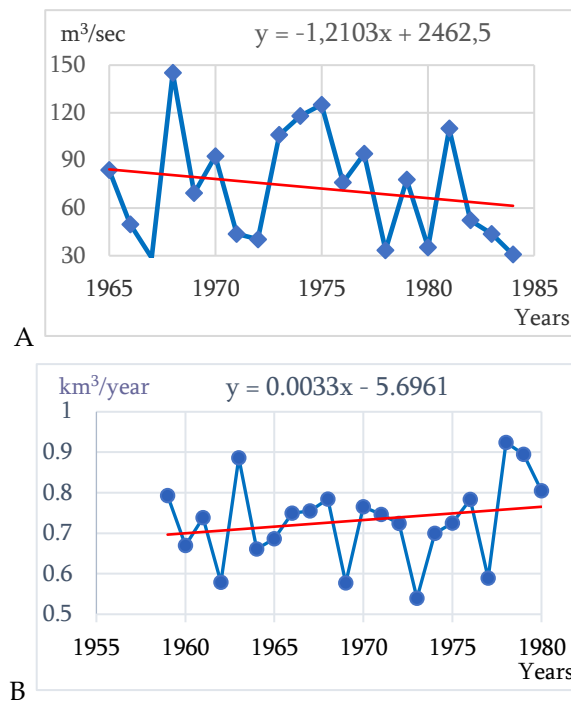 m³/sec y = -1,2103x + 2462,5
150
120
90
60
30
1965 1970 1975 1980 1985
Years
A
km³/year y = 0.0033x - 5.6961
1
0.9
0.8
0.7
0.6
0.5
1955 1960 1965 1970 1975 1980
Years
B